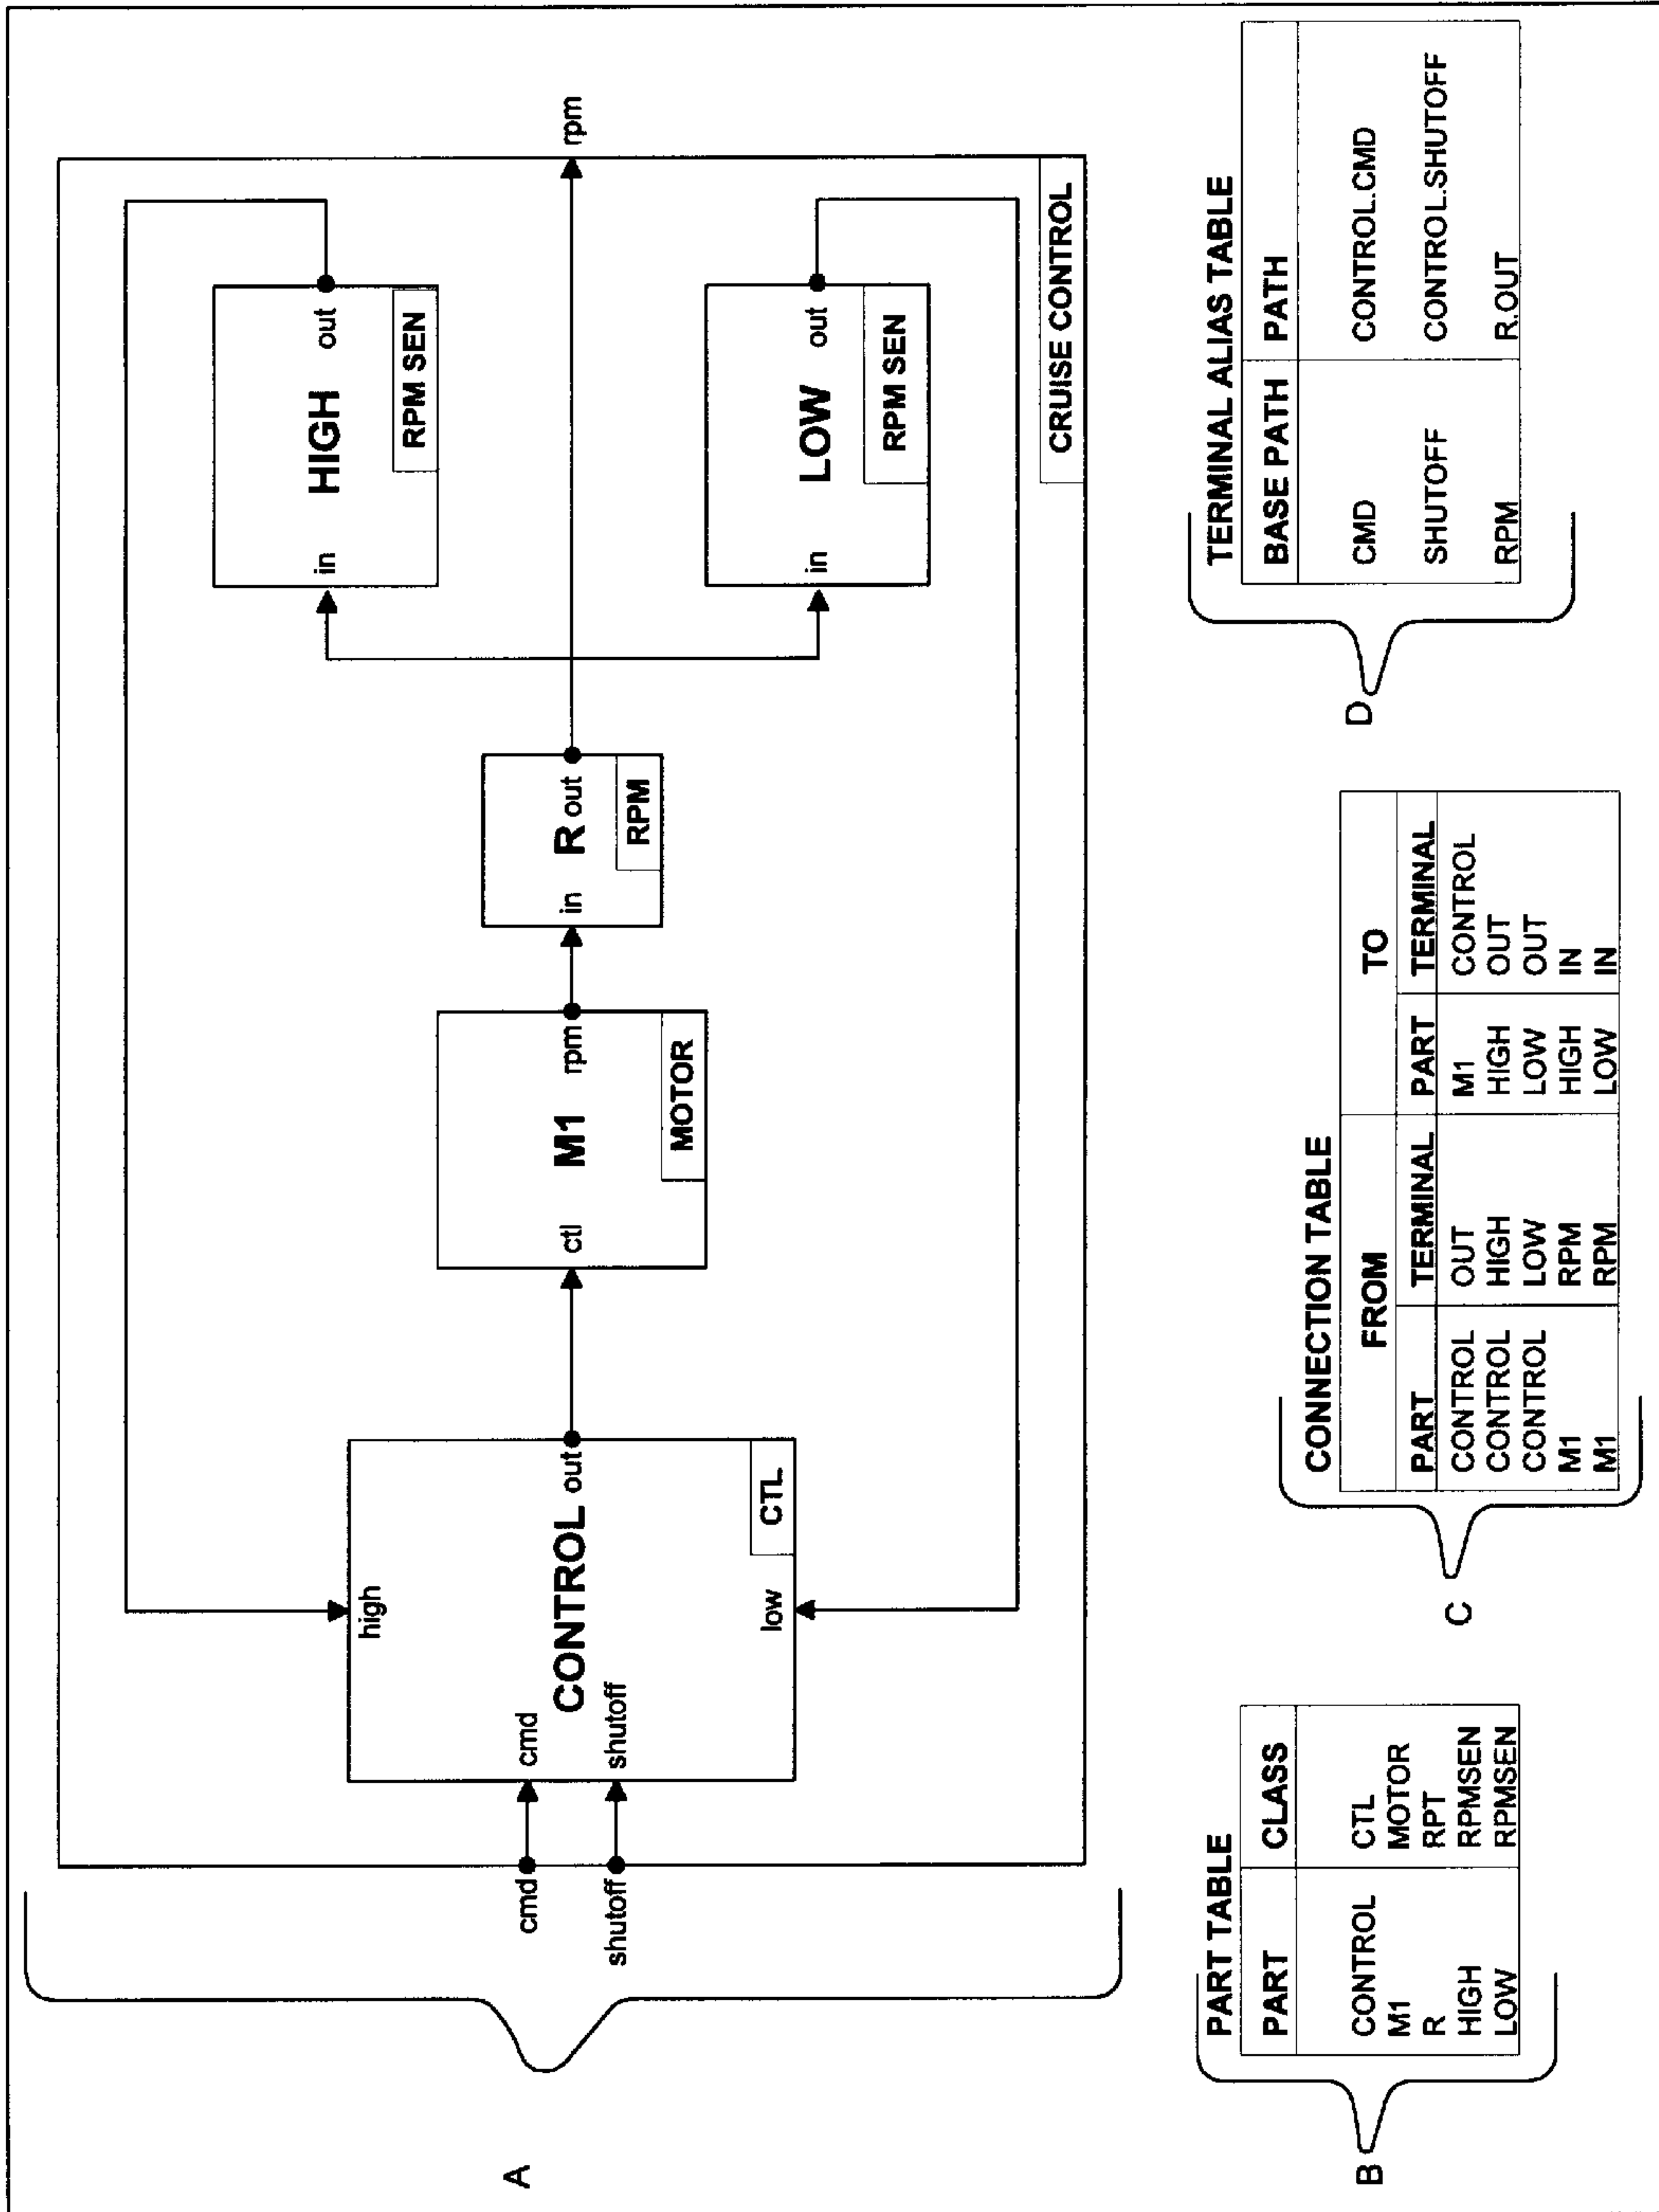 A
cmd
shutoff
high
cmd
CONTROL out
shutoff
low
CTL
ctl M1 rpm
MOTOR
in R out
RPM
in HIGH out
RPM SEN
in LOW out
RPM SEN
rpm
CRUISE CONTROL
B
PART TABLE
PART CLASS
CONTROL CTL
M1 MOTOR
R RPT
HIGH RPMSEN
LOW RPMSEN
C
CONNECTION TABLE
FROM TO
PART TERMINAL PART TERMINAL
CONTROL OUT M1 CONTROL
CONTROL HIGH HIGH OUT
CONTROL LOW LOW OUT
M1 RPM HIGH IN
M1 RPM LOW IN
D
TERMINAL ALIAS TABLE
BASE PATH PATH
CMD CONTROL.CMD
SHUTOFF CONTROL.SHUTOFF
RPM R.OUT